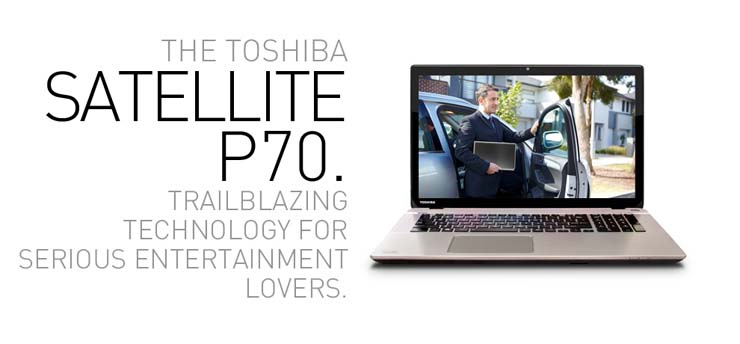 THE TOSHIBA
SATELLITE
P70.
TRAILBLAZING
TECHNOLOGY FOR
SERIOUS ENTERTAINMENT
LOVERS.
TOSHIBA